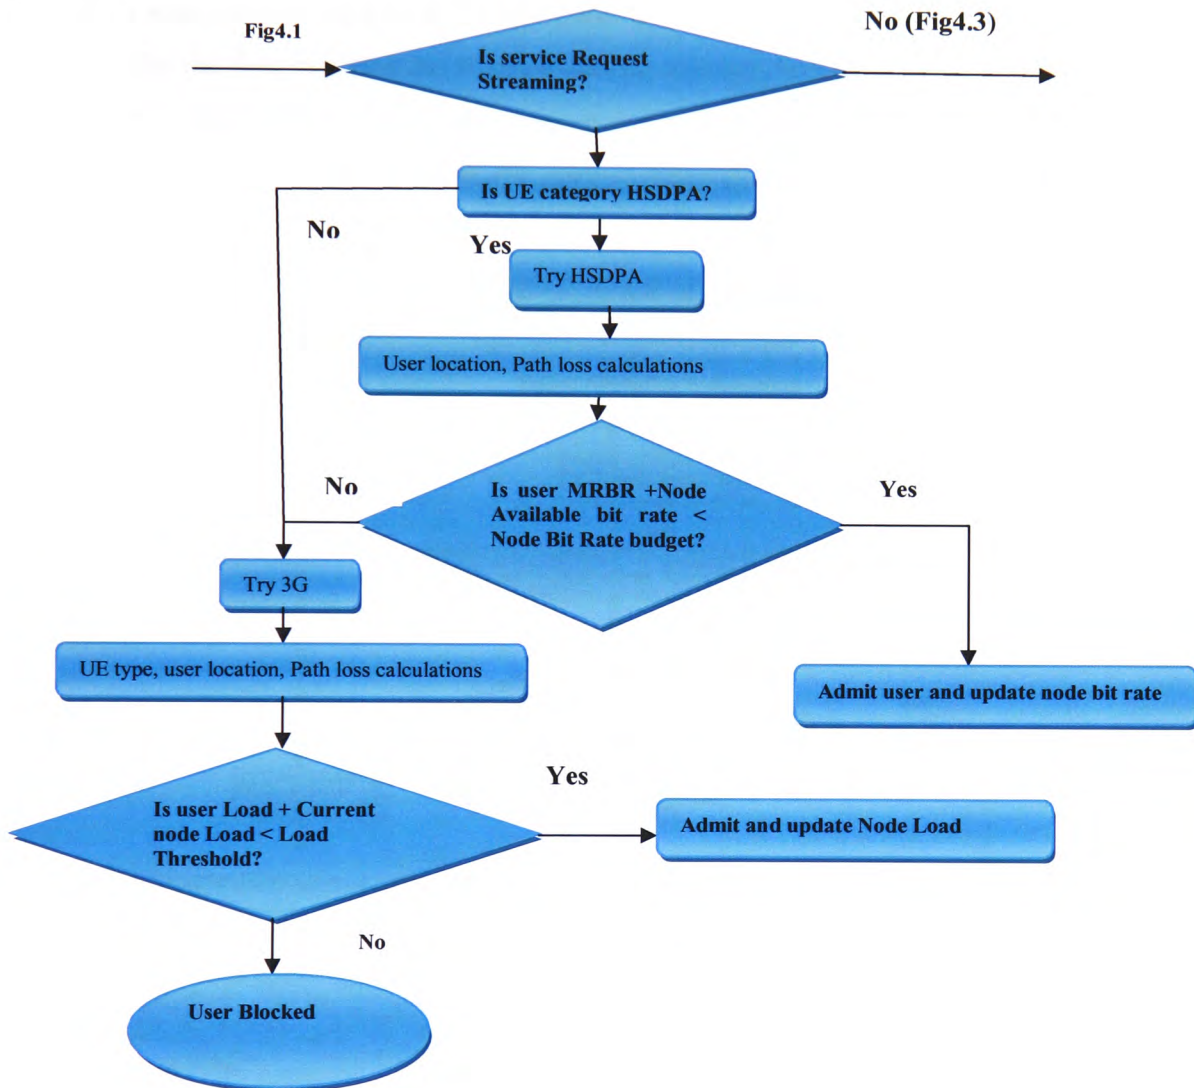 Fig4.1
No (Fig4.3)
Is service Request
Streaming?
Is UE category HSDPA?
No
Yes
Try HSDPA
User location, Path loss calculations
No
Is user MRBR +Node
Available bit rate <
Node Bit Rate budget?
Yes
Try 3G
UE type, user location, Path loss calculations
Admit user and update node bit rate
Is user Load + Current
node Load < Load
Threshold?
Yes
Admit and update Node Load
No
User Blocked